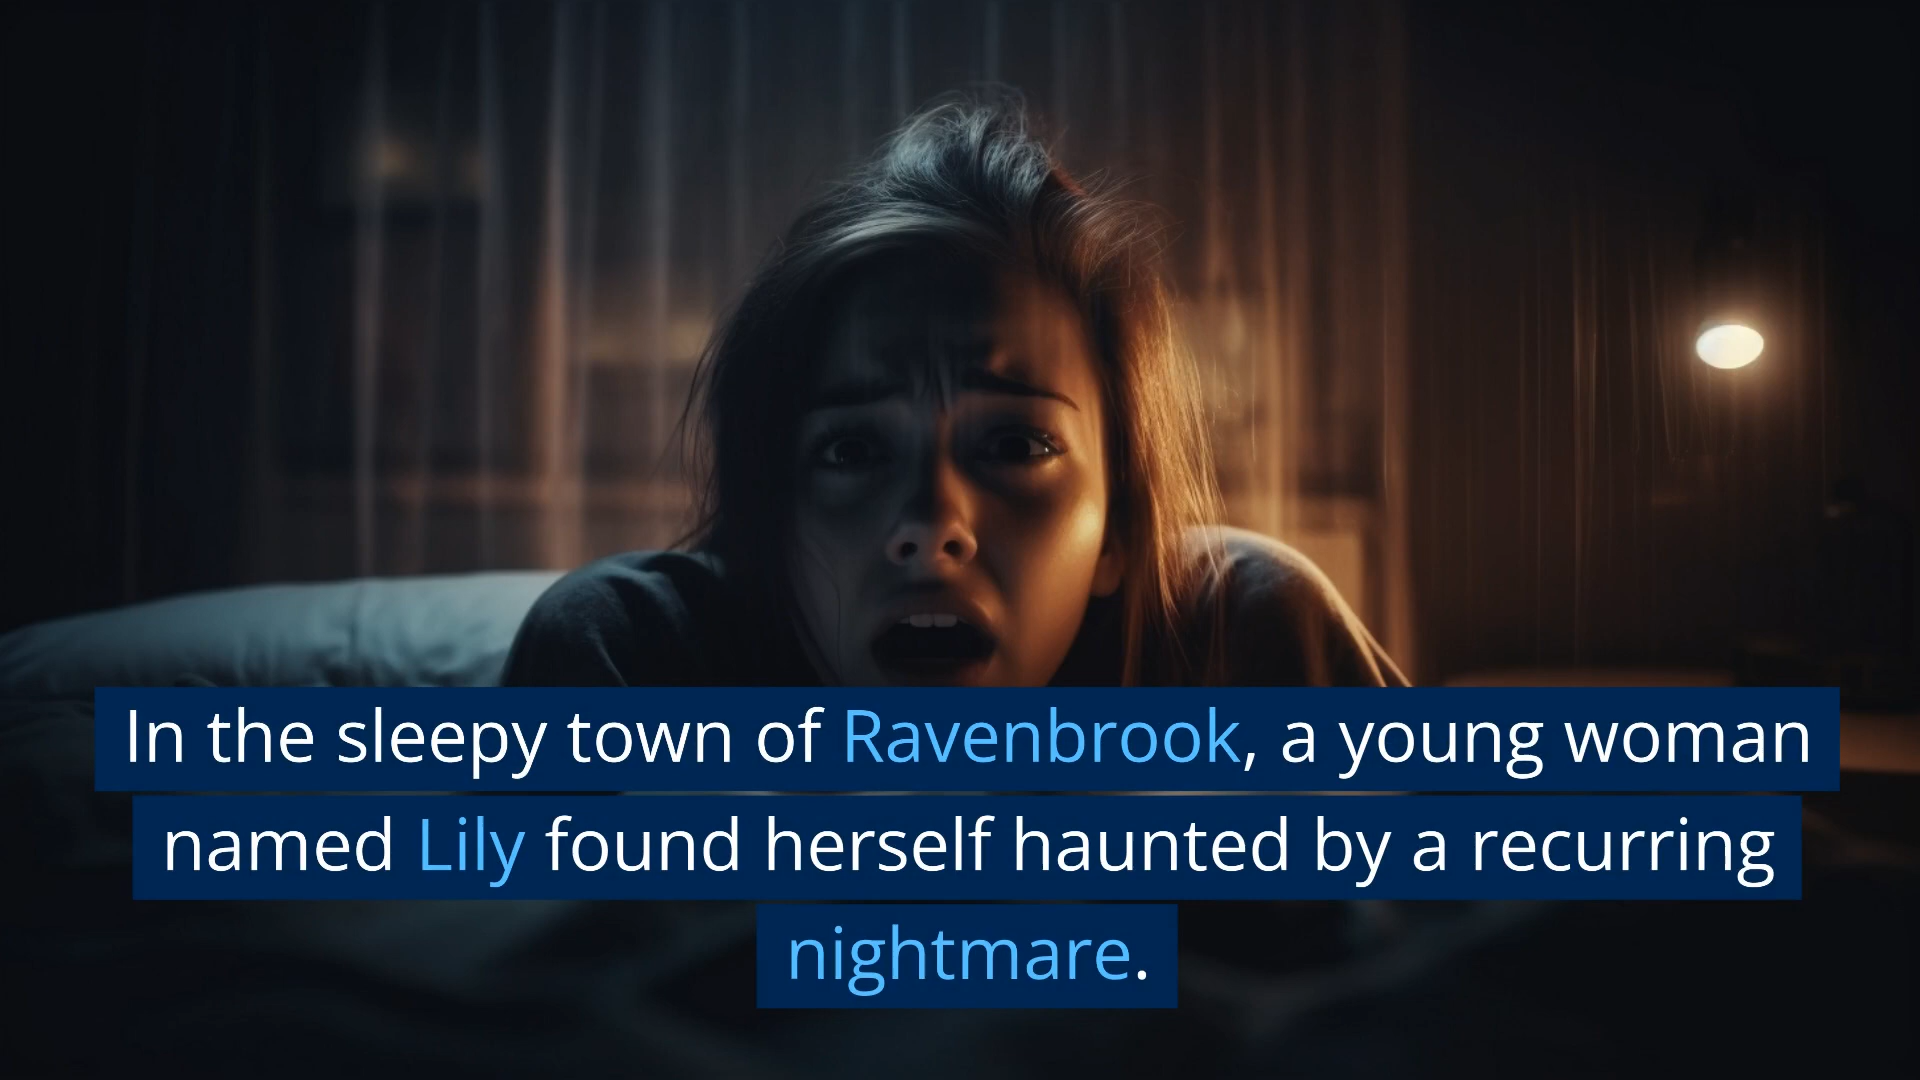 In the sleepy town of Ravenbrook, a young woman
named Lily found herself haunted by a recurring
nightmare.